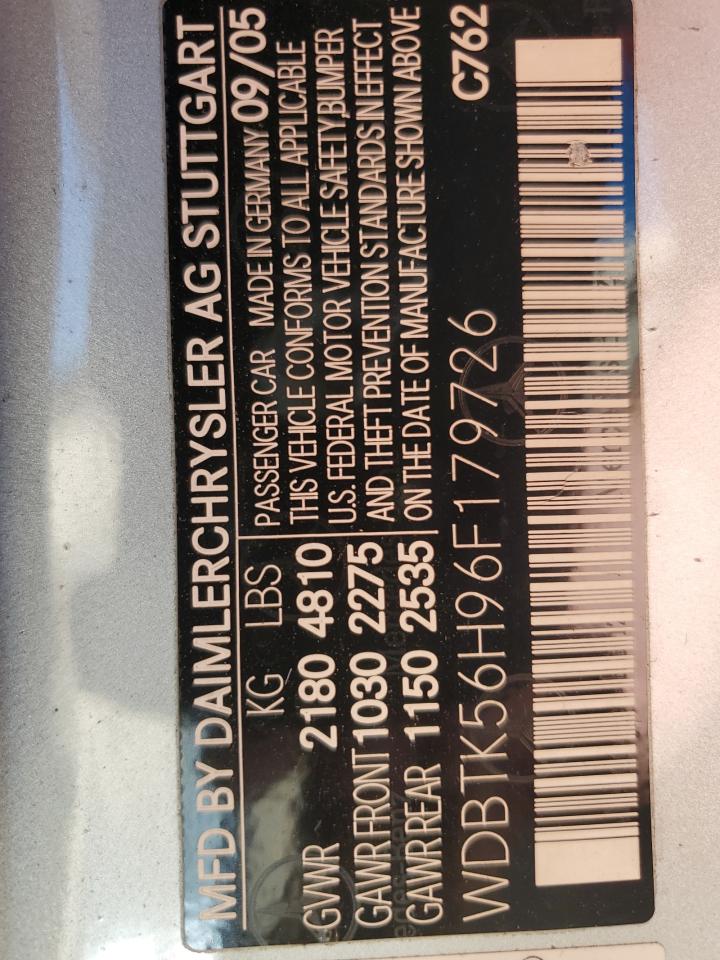 MFD BY DAIMLERCHRYSLER AG STUTTGART
KG LBS
GVWR 2180 4810
GAWR FRONT 1030 2275
GAWR REAR 1150 2535
PASSENGER CAR MADE IN GERMANY 09/05
THIS VEHICLE CONFORMS TO ALL APPLICABLE
U.S. FEDERAL MOTOR VEHICLE SAFETY,BUMPER
AND THEFT PREVENTION STANDARDS IN EFFECT
ON THE DATE OF MANUFACTURE SHOWN ABOVE
WDBTK56H96F179726
C762